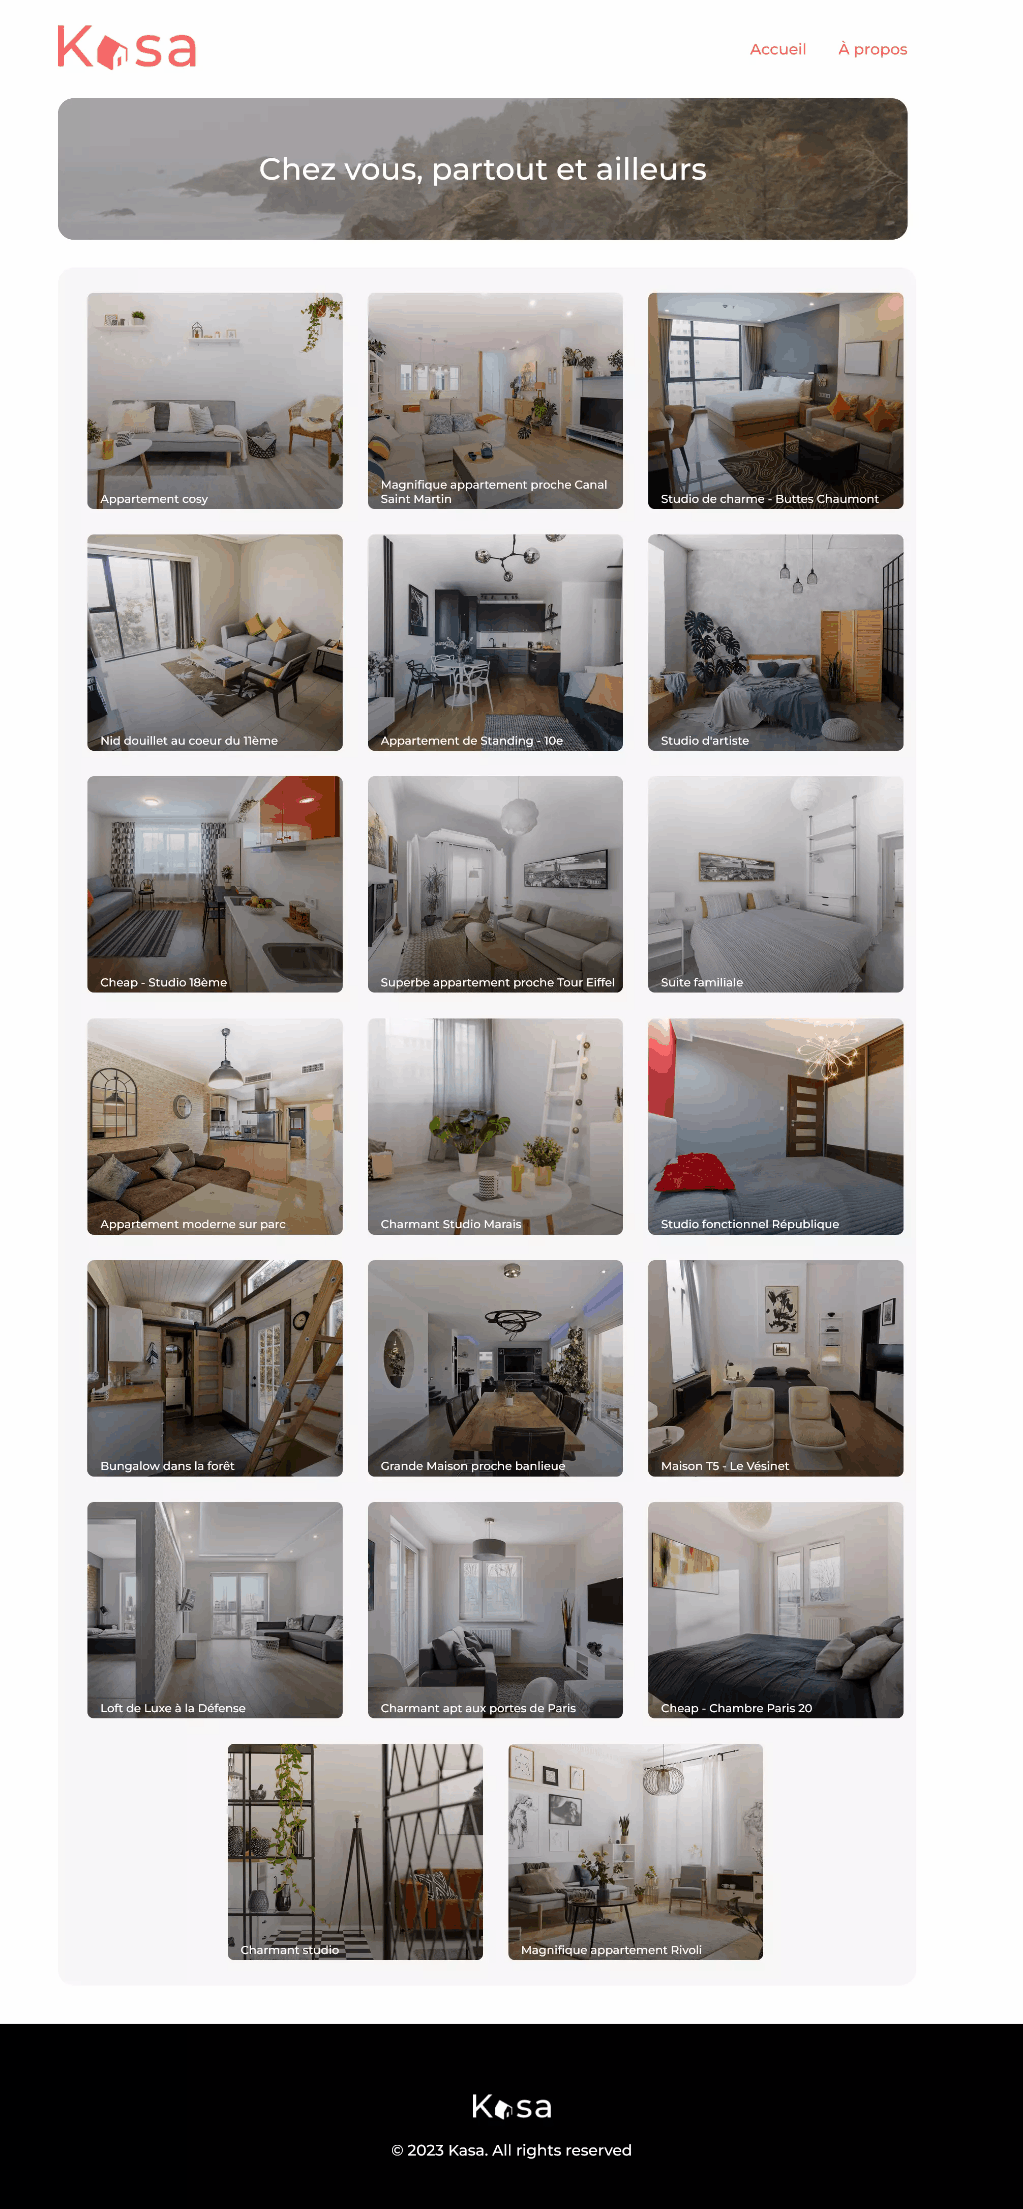 Kasa
Accueil À propos
Chez vous, partout et ailleurs
Appartement cosy
Magnifique appartement proche Canal
Saint Martin
Studio de charme - Buttes Chaumont
Nid douillet au coeur du 11ème
Appartement de Standing - 10e
Studio d'artiste
Cheap - Studio 18ème
Superbe appartement proche Tour Eiffel
Suite familiale
Appartement moderne sur parc
Charmant Studio Marais
Studio fonctionnel République
Bungalow dans la forêt
Grande Maison proche banlieue
Maison T5 - Le Vésinet
Loft de Luxe à la Défense
Charmant apt aux portes de Paris
Cheap - Chambre Paris 20
Charmant studio
Magnifique appartement Rivoli
Kasa
© 2023 Kasa. All rights reserved